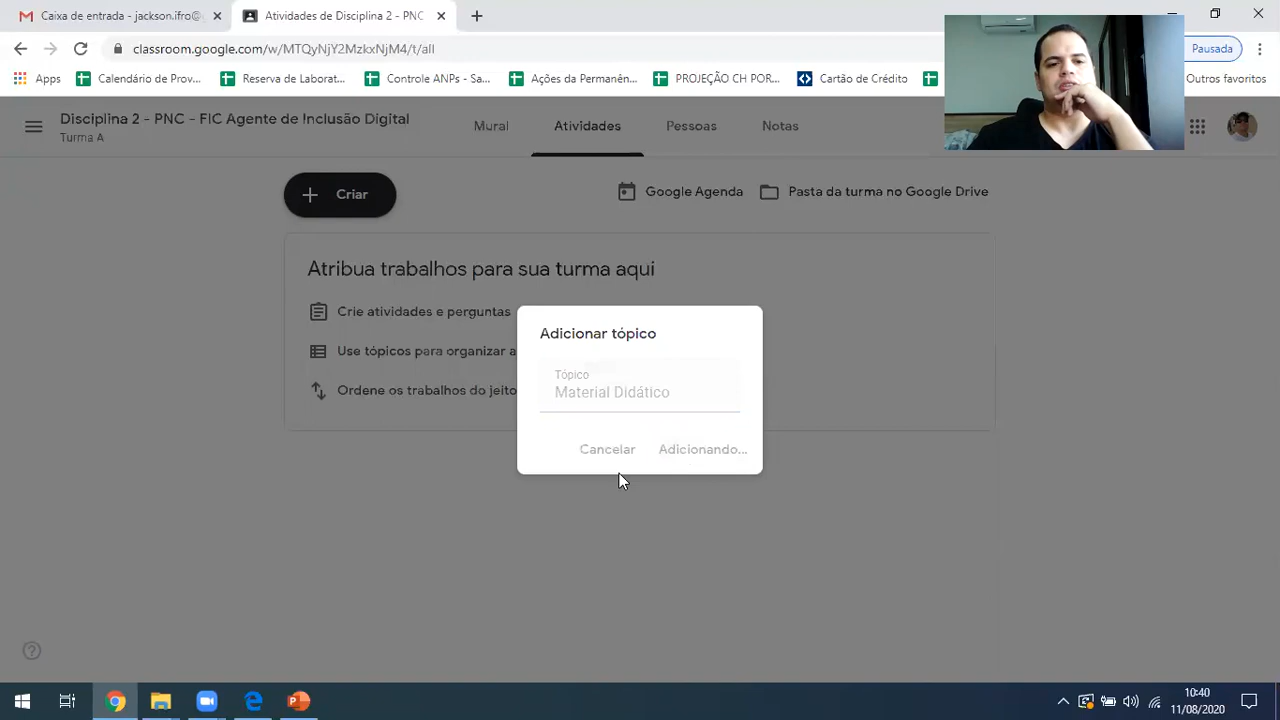 Caixa de entrada - jackson.ifro@
Atividades de Disciplina 2 - PNC -
classroom.google.com/w/MTQyNjY2MzkxNjM4/t/all
Pausada
Apps
Calendário de Prov...
Reserva de Laborat...
Controle ANPs - Sa...
Ações da Permanên...
PROJEÇÃO CH POR...
Cartão de Crédito
Outros favoritos
Disciplina 2 - PNC - FIC Agente de Inclusão Digital
Turma A
Mural
Atividades
Pessoas
Notas
Criar
Google Agenda
Pasta da turma no Google Drive
Atribua trabalhos para sua turma aqui
Crie atividades e perguntas
Use tópicos para organizar a
Ordene os trabalhos do jeito
Adicionar tópico
Tópico
Material Didático
Cancelar
Adicionando...
10:40
11/08/2020